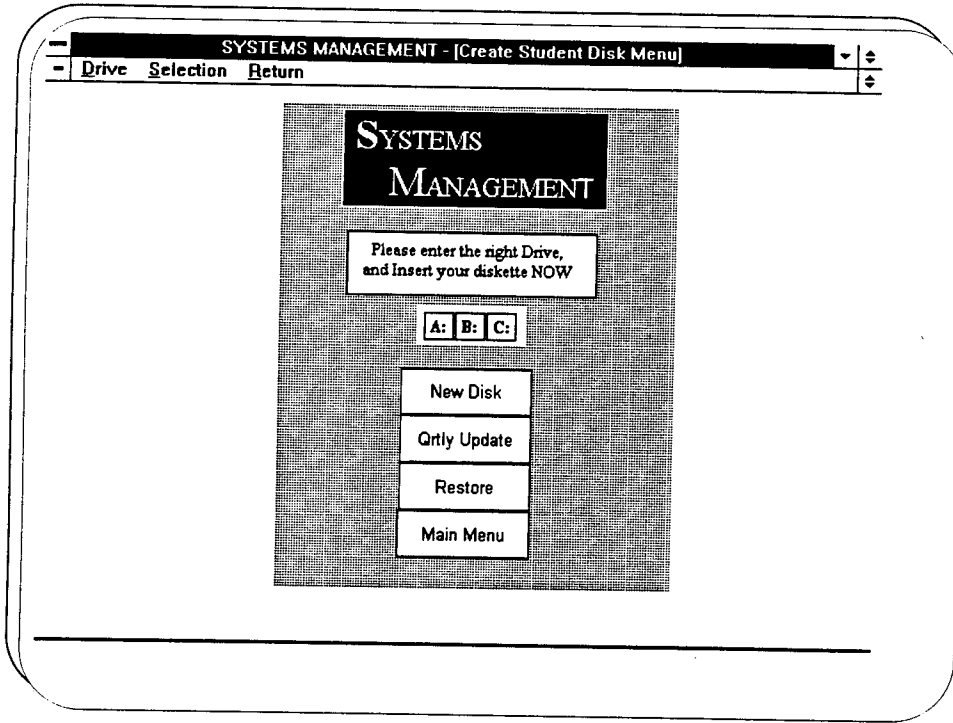 SYSTEMS MANAGEMENT - [Create Student Disk Menu]
Drive Selection Return
SYSTEMS
MANAGEMENT
Please enter the right Drive,
and Insert your diskette NOW
A: B: C:
New Disk
Qrtly Update
Restore
Main Menu